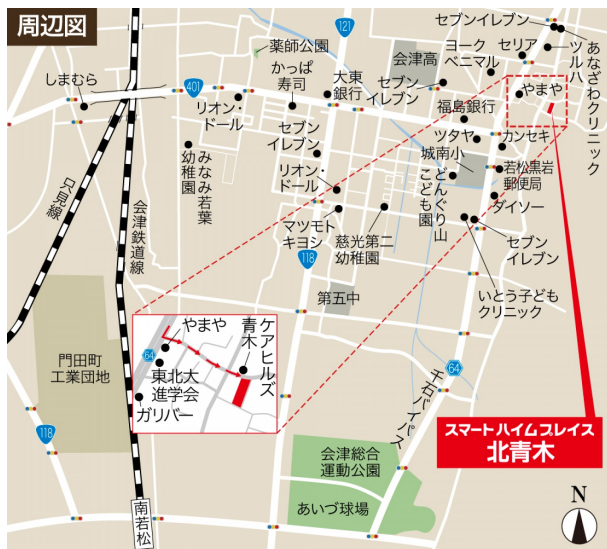 周辺図
セブンイレブン
あなざわクリニック
ツルハ
セリア
ヨーク
ベニマル
会津高
121
薬師公園
かっぱ
寿司
大東
銀行
セブン
イレブン
しまむら
401
リオン・
ドール
やまや
福島銀行
ツタヤ
カンセキ
城南小
セブン
イレブン
みなみ若葉
幼稚園
リオン・
ドール
どんぐり山
こども園
若松黒岩
郵便局
ダイソー
只見線
会津鉄道線
マツモト
キヨシ
慈光第二
幼稚園
セブン
イレブン
118
いとう子ども
クリニック
第五中
やまや
ケアヒルズ
青木
64
東北大
進学会
ガリバー
門田町
工業団地
64
千石バイパス
118
スマートハイムプレイス
北青木
会津総合
運動公園
あいづ球場
南若松
N